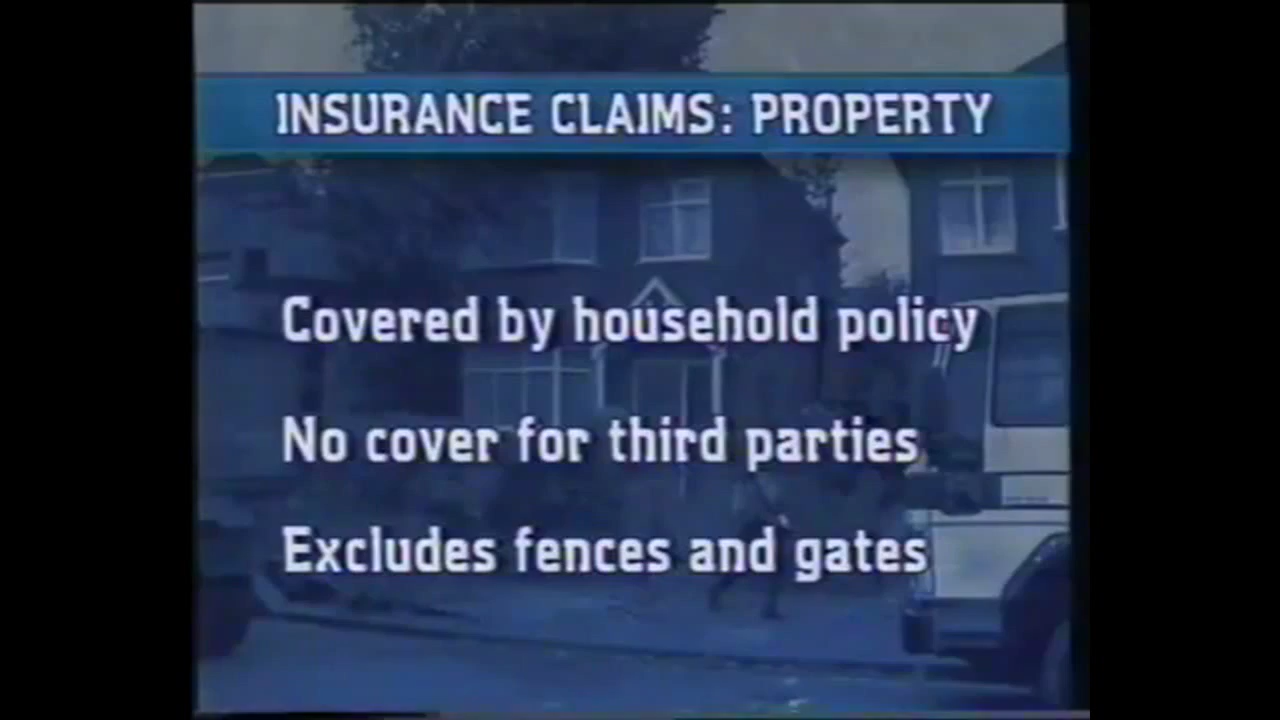 INSURANCE CLAIMS: PROPERTY
Covered by household policy
No cover for third parties
Excludes fences and gates